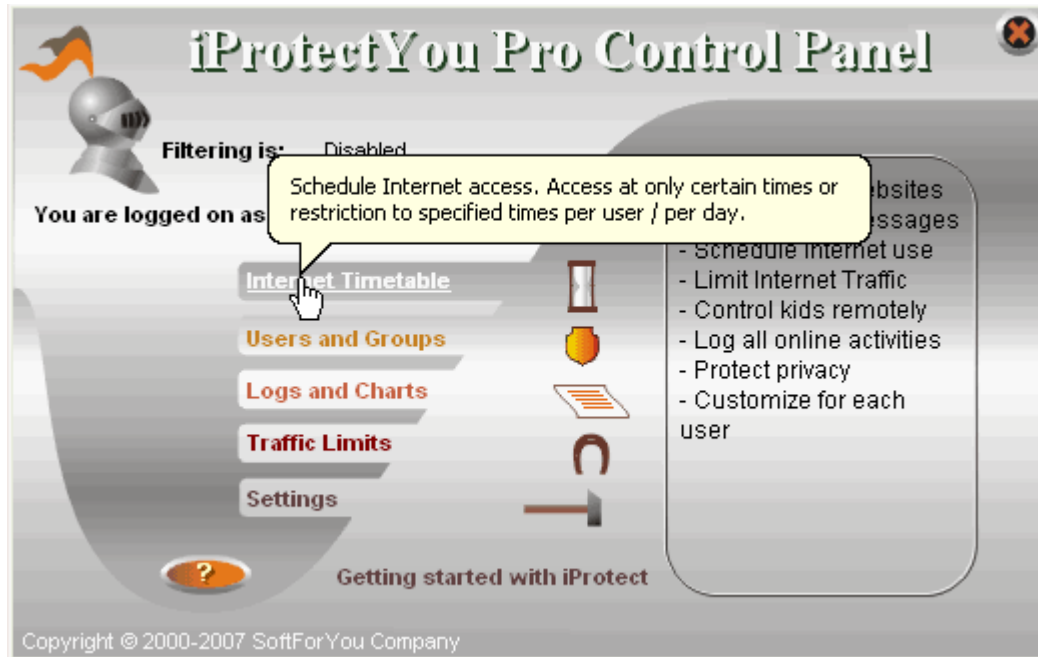 iProtectYou Pro Control Panel
Filtering is: Disabled
Schedule Internet access. Access at only certain times or
restriction to specified times per user / per day.
You are logged on as
- Schedule Internet use
- Limit Internet Traffic
- Control kids remotely
- Log all online activities
- Protect privacy
- Customize for each
user
Internet Timetable
Users and Groups
Logs and Charts
Traffic Limits
Settings
?
Getting started with iProtect
Copyright © 2000-2007 SoftForYou Company